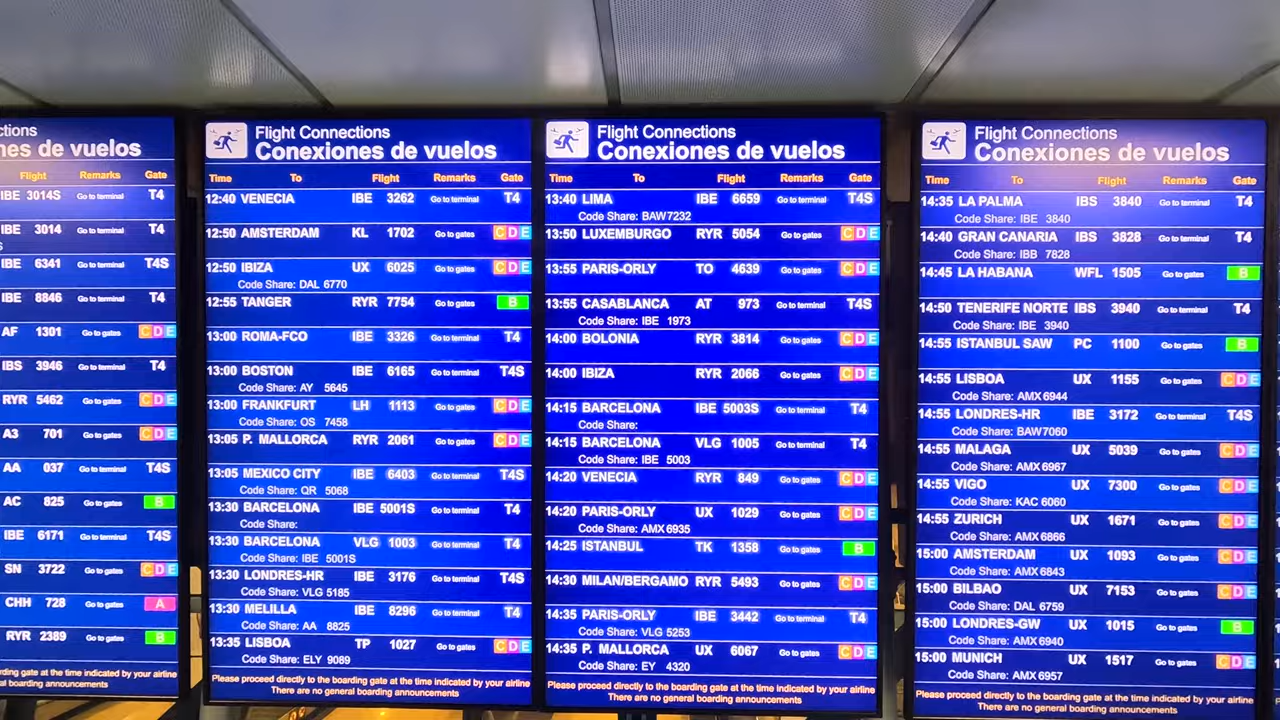 ctions
nes de vuelos
Flight Remarks Gate
IBE 3014S Go to terminal T4
IBE 3014 Go to terminal T4
S
IBE 6341 Go to terminal T4S
IBE 8846 Go to terminal T4
AF 1301 Go to gates C D E
IBS 3946 Go to terminal T4
RYR 5462 Go to gates C D E
A3 701 Go to gates C D E
AA 037 Go to terminal T4S
AC 825 Go to gates B
IBE 6171 Go to terminal T4S
SN 3722 Go to gates C D E
CHH 728 Go to gates A
RYR 2389 Go to gates B
rding gate at the time indicated by your airline
al boarding announcements
Flight Connections
Conexiones de vuelos
Time To Flight Remarks Gate
12:40 VENECIA IBE 3262 Go to terminal T4
12:50 AMSTERDAM KL 1702 Go to gates C D E
12:50 IBIZA UX 6025 Go to gates C D E
Code Share: DAL 6770
12:55 TANGER RYR 7754 Go to gates B
13:00 ROMA-FCO IBE 3326 Go to terminal T4
13:00 BOSTON IBE 6165 Go to terminal T4S
Code Share: AY 5645
13:00 FRANKFURT LH 1113 Go to gates C D E
Code Share: OS 7458
13:05 P. MALLORCA RYR 2061 Go to gates C D E
13:05 MEXICO CITY IBE 6403 Go to terminal T4S
Code Share: QR 5068
13:30 BARCELONA IBE 5001S Go to terminal T4
Code Share:
13:30 BARCELONA VLG 1003 Go to terminal T4
Code Share: IBE 5001S
13:30 LONDRES-HR IBE 3176 Go to terminal T4S
Code Share: VLG 5185
13:30 MELILLA IBE 8296 Go to terminal T4
Code Share: AA 8825
13:35 LISBOA TP 1027 Go to gates C D E
Code Share: ELY 9089
Please proceed directly to the boarding gate at the time indicated by your airline
There are no general boarding announcements
Flight Connections
Conexiones de vuelos
Time To Flight Remarks Gate
13:40 LIMA IBE 6659 Go to terminal T4S
Code Share: BAW7232
13:50 LUXEMBURGO RYR 5054 Go to gates C D E
13:55 PARIS-ORLY TO 4639 Go to gates C D E
13:55 CASABLANCA AT 973 Go to terminal T4S
Code Share: IBE 1973
14:00 BOLONIA RYR 3814 Go to gates C D E
14:00 IBIZA RYR 2066 Go to gates C D E
14:15 BARCELONA IBE 5003S Go to terminal T4
Code Share:
14:15 BARCELONA VLG 1005 Go to terminal T4
Code Share: IBE 5003
14:20 VENECIA RYR 849 Go to gates C D E
14:20 PARIS-ORLY UX 1029 Go to gates C D E
Code Share: AMX6935
14:25 ISTANBUL TK 1358 Go to gates B
14:30 MILAN/BERGAMO RYR 5493 Go to gates C D E
14:35 PARIS-ORLY IBE 3442 Go to terminal T4
Code Share: VLG 5253
14:35 P. MALLORCA UX 6067 Go to gates C D E
Code Share: EY 4320
Please proceed directly to the boarding gate at the time indicated by your airline
There are no general boarding announcements
Flight Connections
Conexiones de vuelos
Time To Flight Remarks Gate
14:35 LA PALMA IBS 3840 Go to terminal T4
Code Share: IBE 3840
14:40 GRAN CANARIA IBS 3828 Go to terminal T4
Code Share: IBB 7828
14:45 LA HABANA WFL 1505 Go to gates B
14:50 TENERIFE NORTE IBS 3940 Go to terminal T4
Code Share: IBE 3940
14:55 ISTANBUL SAW PC 1100 Go to gates B
14:55 LISBOA UX 1155 Go to gates C D E
Code Share: AMX6944
14:55 LONDRES-HR IBE 3172 Go to terminal T4S
Code Share: BAW7060
14:55 MALAGA UX 5039 Go to gates C D E
Code Share: AMX6967
14:55 VIGO UX 7300 Go to gates C D E
Code Share: KAC 6060
14:55 ZURICH UX 1671 Go to gates C D E
Code Share: AMX6866
15:00 AMSTERDAM UX 1093 Go to gates C D E
Code Share: AMX6843
15:00 BILBAO UX 7153 Go to gates C D E
Code Share: DAL 6759
15:00 LONDRES-GW UX 1015 Go to gates B
Code Share: AMX6940
15:00 MUNICH UX 1517 Go to gates C D E
Code Share: AMX6957
Please proceed directly to the boarding gate at the time indicated by your airline
There are no general boarding announcements